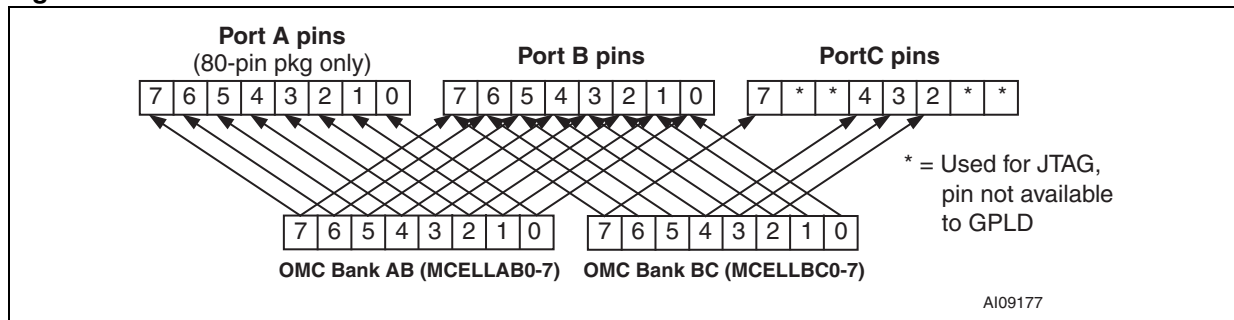 Port A pins
(80-pin pkg only)
Port B pins
PortC pins
7 6 5 4 3 2 1 0
7 6 5 4 3 2 1 0
7 * * 4 3 2 * *
* = Used for JTAG,
pin not available
to GPLD
7 6 5 4 3 2 1 0
7 6 5 4 3 2 1 0
OMC Bank AB (MCELLAB0-7)
OMC Bank BC (MCELLBC0-7)
AI09177